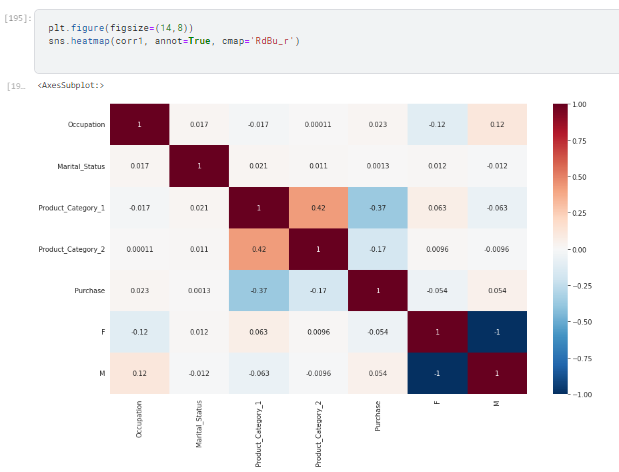 [195]:
plt.figure(figsize=(14,8))
sns.heatmap(corr1, annot=True, cmap='RdBu_r')
[19... <AxesSubplot:>
Occupation 1 0.017 -0.017 0.00011 0.023 -0.12 0.12
Marital_Status 0.017 1 0.021 0.011 0.0013 0.012 -0.012
Product_Category_1 -0.017 0.021 1 0.42 -0.37 0.063 -0.063
Product_Category_2 0.00011 0.011 0.42 1 -0.17 0.0096 -0.0096
Purchase 0.023 0.0013 -0.37 -0.17 1 -0.054 0.054
F -0.12 0.012 0.063 0.0096 -0.054 1 -1
M 0.12 -0.012 -0.063 -0.0096 0.054 -1 1
Occupation
Marital_Status
Product_Category_1
Product_Category_2
Purchase
F
M
1.00
0.75
0.50
0.25
0.00
−0.25
−0.50
−0.75
−1.00